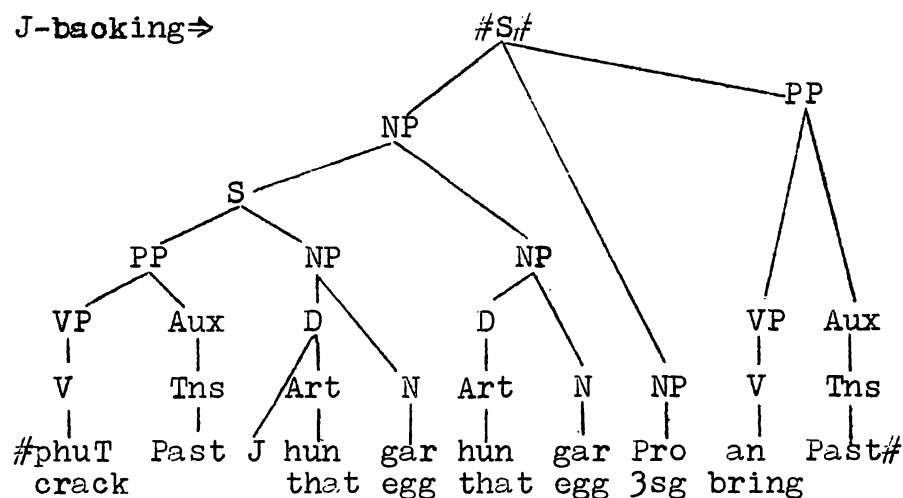 J-backing⇒ #S#
PP
NP
S
PP NP NP
VP Aux D D VP Aux
V Tns Art N Art N NP V Tns
#phuT Past J hun gar hun gar Pro an Past#
crack that egg that egg 3sg bring